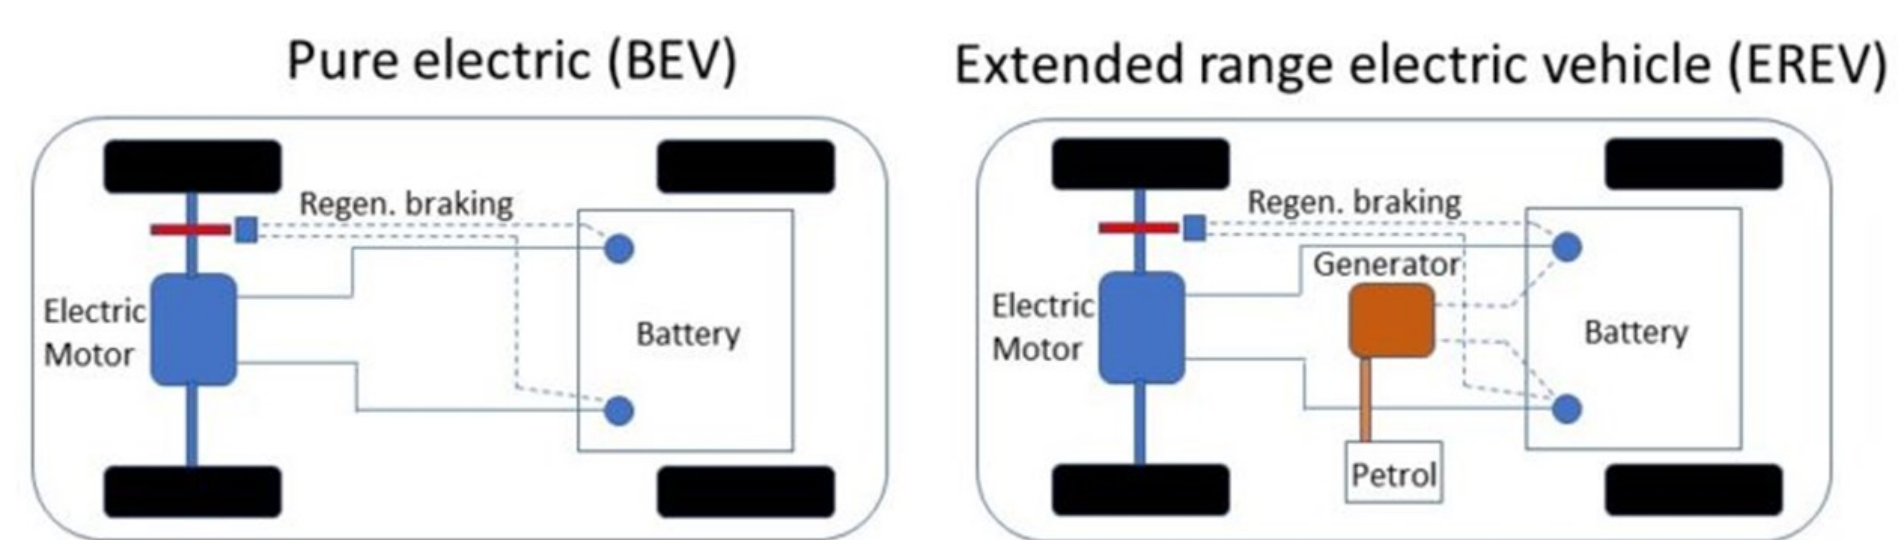 Pure electric (BEV)
Regen. braking
Electric
Motor
Battery
Extended range electric vehicle (EREV)
Regen. braking
Generator
Electric
Motor
Battery
Petrol